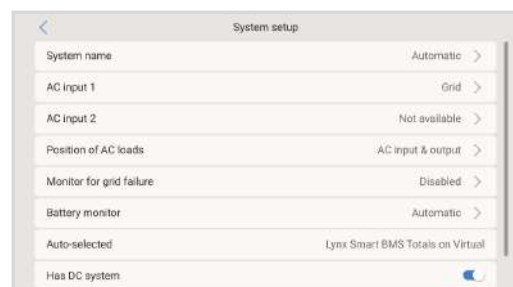 System setup
System name Automatic
AC input 1 Grid
AC input 2 Not available
Position of AC loads AC input & output
Monitor for grid failure Disabled
Battery monitor Automatic
Auto-selected Lynx Smart BMS Totals on Virtual
Has DC system